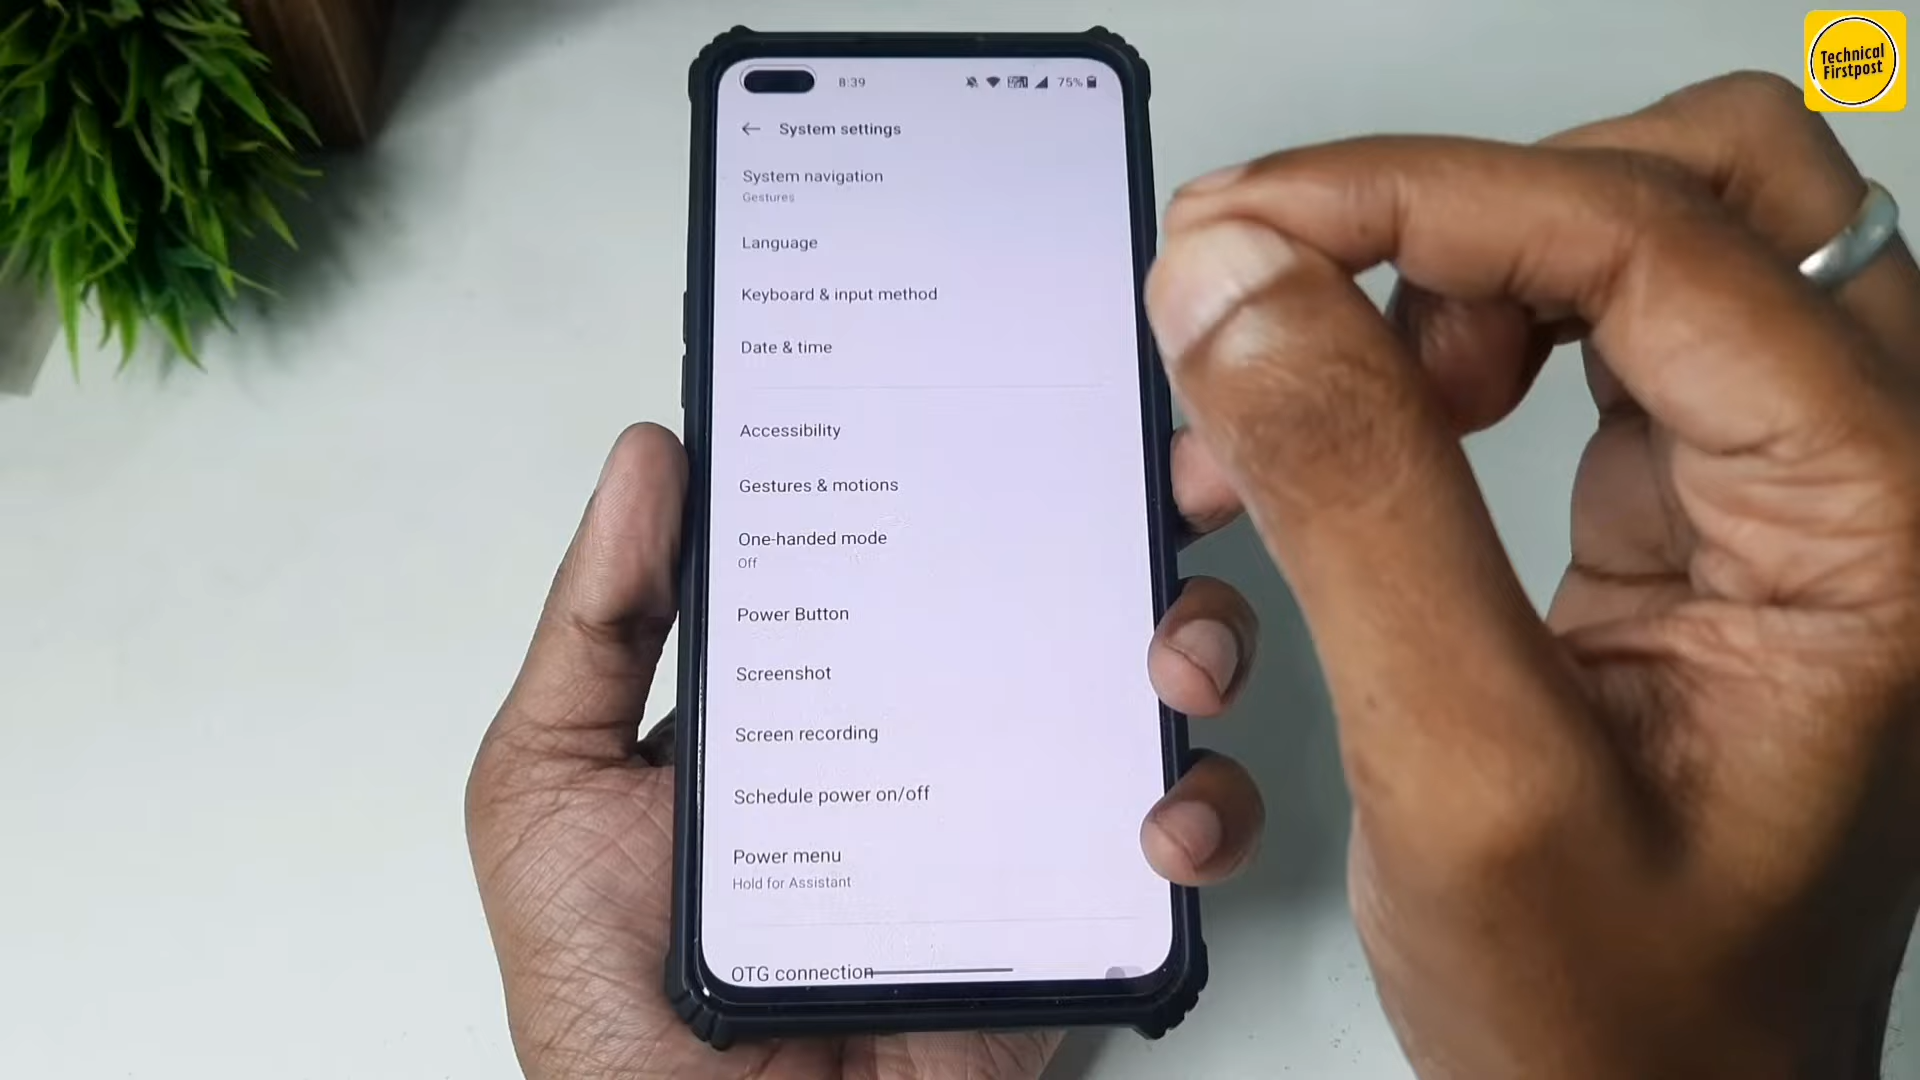 Technical
Firstpost
8:39
75%
System settings
System navigation
Gestures
Language
Keyboard & input method
Date & time
Accessibility
Gestures & motions
One-handed mode
Off
Power Button
Screenshot
Screen recording
Schedule power on/off
Power menu
Hold for Assistant
OTG connection